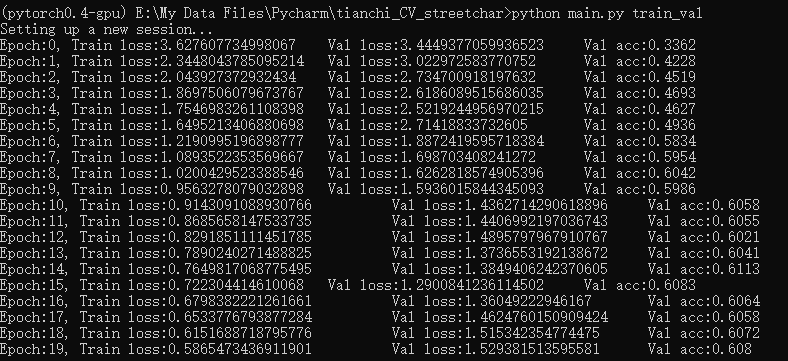 (pytorch0.4-gpu) E:\My Data Files\Pycharm\tianchi_CV_streetchar>python main.py train_val
Setting up a new session...
Epoch:0, Train loss:3.627607734998067 Val loss:3.4449377059936523 Val acc:0.3362
Epoch:1, Train loss:2.3448043785095214 Val loss:3.022972583770752 Val acc:0.4228
Epoch:2, Train loss:2.0439273 72932434 Val loss:2.734700918197632 Val acc:0.4519
Epoch:3, Train loss:1.8697506079673767 Val loss:2.6186089515686035 Val acc:0.4693
Epoch:4, Train loss:1.7546983261108398 Val loss:2.5219244956970215 Val acc:0.4627
Epoch:5, Train loss:1.6495213406880698 Val loss:2.71418833732605 Val acc:0.4936
Epoch:6, Train loss:1.2190995196898777 Val loss:1.8872419595718384 Val acc:0.5834
Epoch:7, Train loss:1.0893522353569667 Val loss:1.698703408241272 Val acc:0.5954
Epoch:8, Train loss:1.0200429523388546 Val loss:1.6262818574905396 Val acc:0.6042
Epoch:9, Train loss:0.9563278079032898 Val loss:1.5936015844345093 Val acc:0.5986
Epoch:10, Train loss:0.9143091088930766 Val loss:1.4362714290618896 Val acc:0.6058
Epoch:11, Train loss:0.8685658147533735 Val loss:1.4406992197036743 Val acc:0.6055
Epoch:12, Train loss:0.8291851111451785 Val loss:1.4895797967910767 Val acc:0.6021
Epoch:13, Train loss:0.7890240271488825 Val loss:1.3736553192138672 Val acc:0.6041
Epoch:14, Train loss:0.7649817068775495 Val loss:1.3849406242370605 Val acc:0.6113
Epoch:15, Train loss:0.722304414610068 Val loss:1.2900841236114502 Val acc:0.6083
Epoch:16, Train loss:0.6798382221261661 Val loss:1.36049222946167 Val acc:0.6064
Epoch:17, Train loss:0.6533776793877284 Val loss:1.4624760150909424 Val acc:0.6058
Epoch:18, Train loss:0.6151688718795776 Val loss:1.515342354774475 Val acc:0.6072
Epoch:19, Train loss:0.5865473436911901 Val loss:1.529381513595581 Val acc:0.608